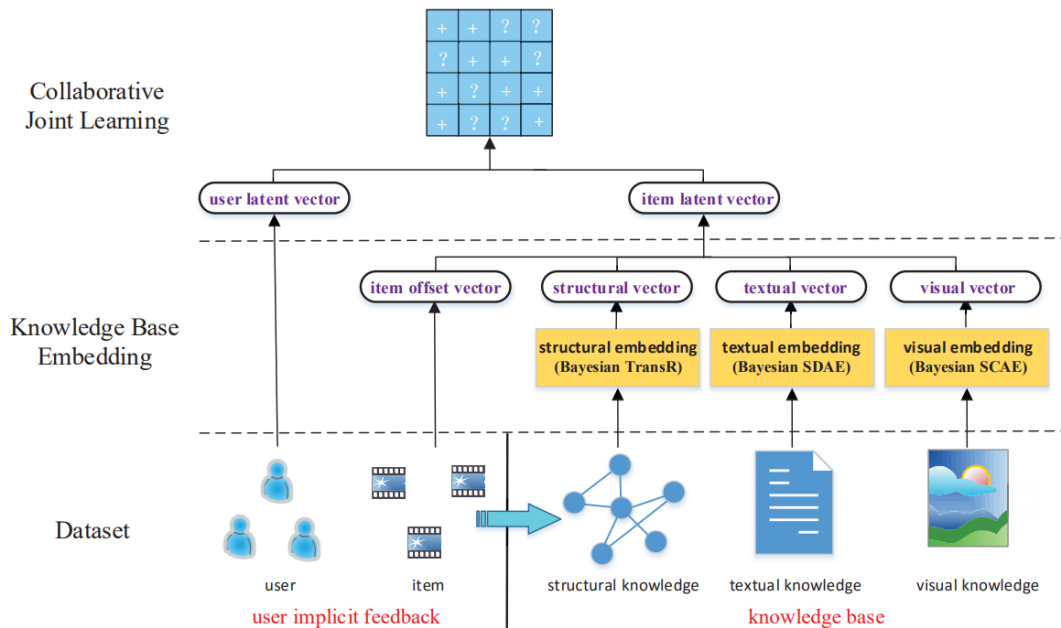 + + ? ?
? + + ?
+ ? + +
+ ? ? +
Collaborative
Joint Learning
user latent vector
item latent vector
item offset vector
structural vector
textual vector
visual vector
Knowledge Base
Embedding
structural embedding
(Bayesian TransR)
textual embedding
(Bayesian SDAE)
visual embedding
(Bayesian SCAE)
Dataset
user
item
structural knowledge
textual knowledge
visual knowledge
user implicit feedback
knowledge base